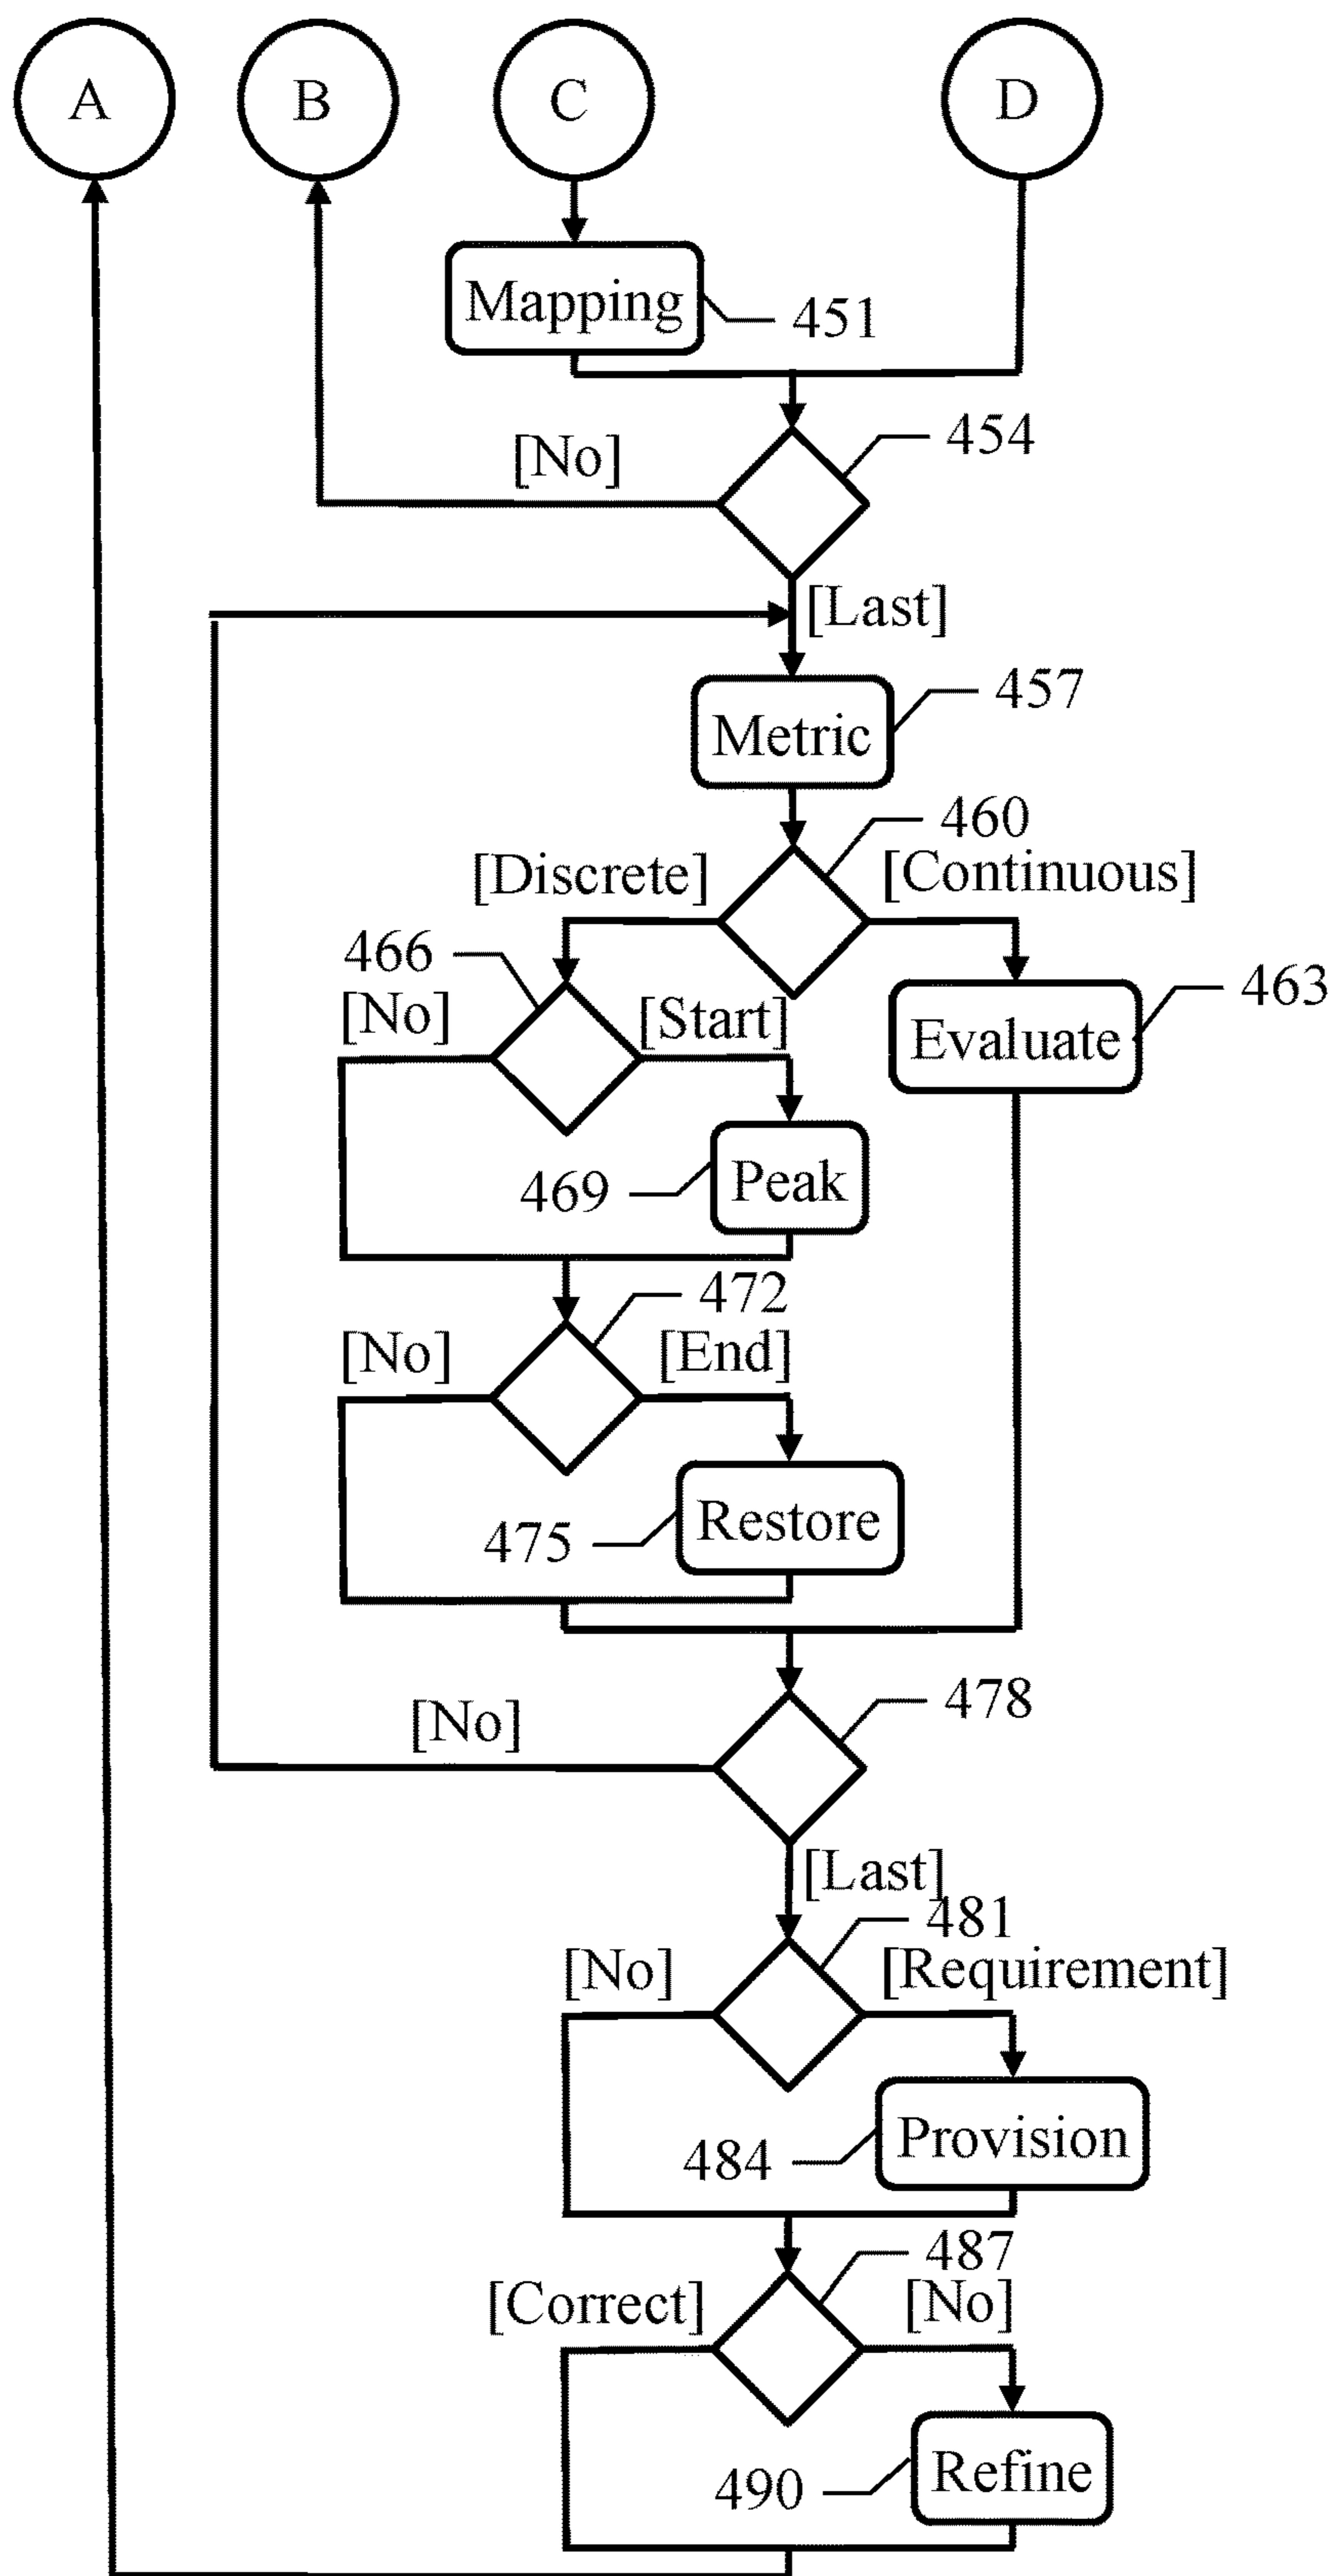 A
B
C
D
Mapping
451
454
[No]
[Last]
457
Metric
460
[Discrete]
[Continuous]
466
463
[No]
[Start]
Evaluate
469
Peak
472
[No]
[End]
475
Restore
478
[No]
[Last]
481
[No]
[Requirement]
484
Provision
487
[Correct]
[No]
490
Refine